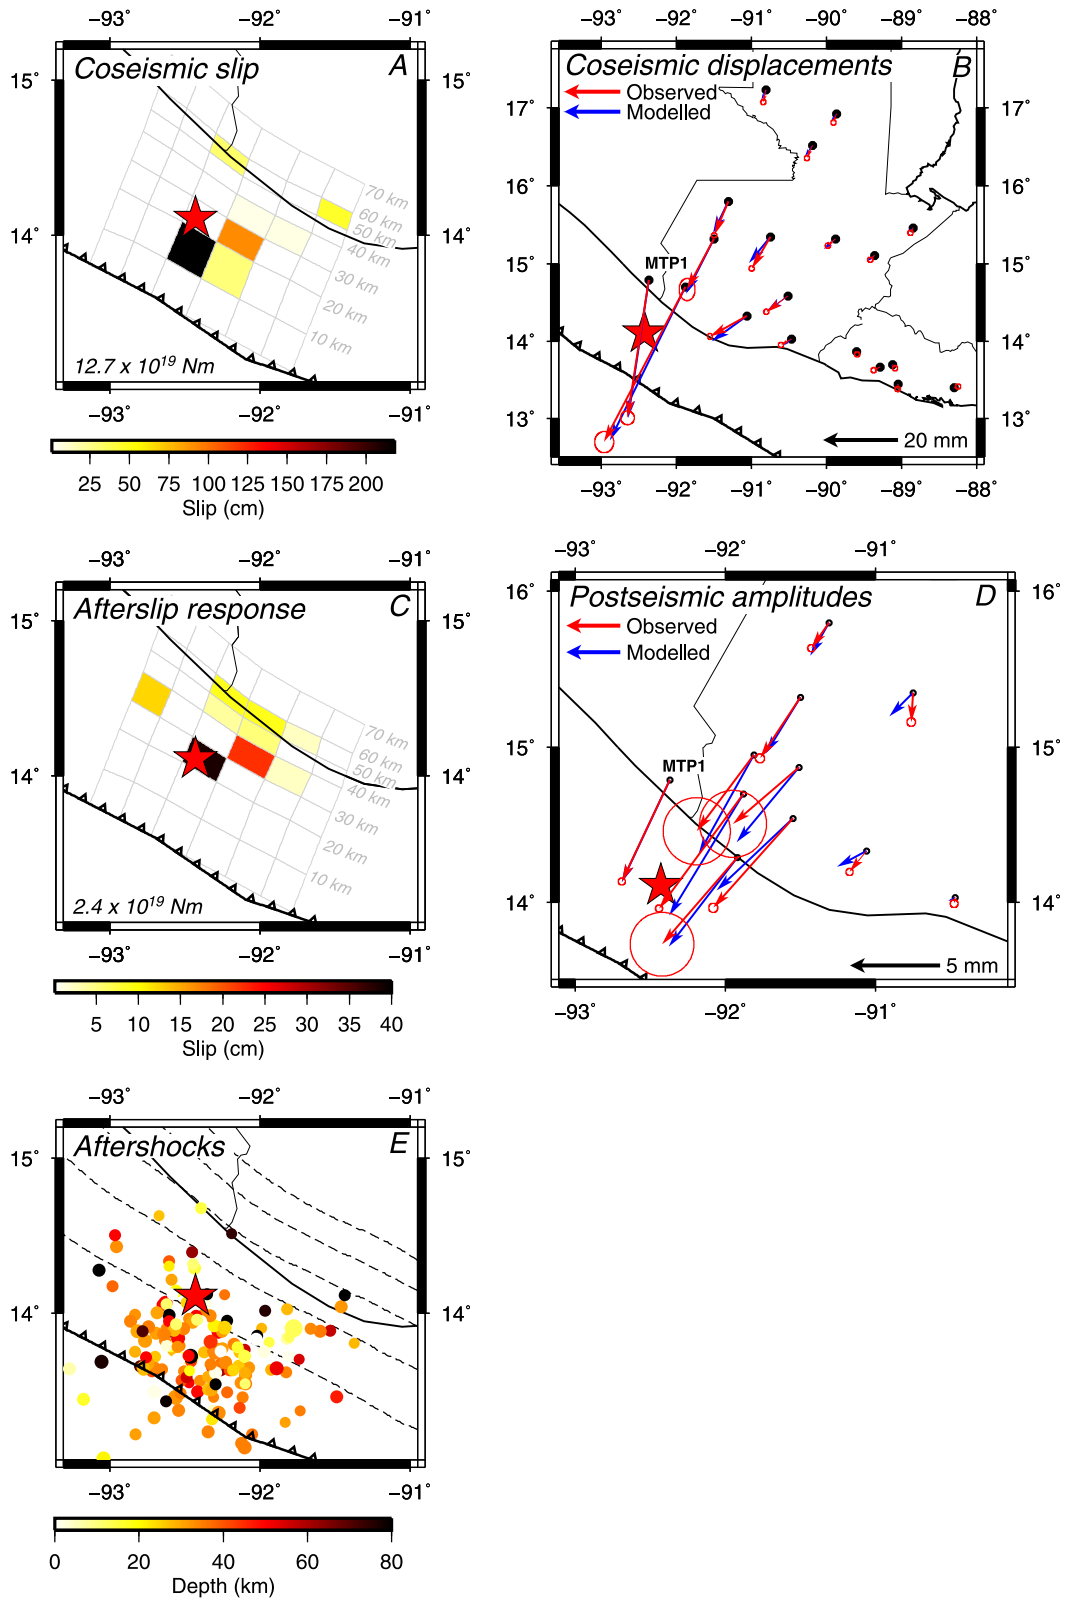 −93˚ −92˚ −91˚
Coseismic slip A
15˚ 15˚
14˚ 14˚
70 km
60 km
50 km
40 km
30 km
20 km
10 km
12.7 x 10¹⁹ Nm
−93˚ −92˚ −91˚
25 50 75 100 125 150 175 200
Slip (cm)
−93˚ −92˚ −91˚ −90˚ −89˚ −88˚
Coseismic displacements B
Observed
Modelled
17˚ 17˚
16˚ 16˚
15˚ 15˚
14˚ 14˚
13˚ 13˚
MTP1
20 mm
−93˚ −92˚ −91˚ −90˚ −89˚ −88˚
−93˚ −92˚ −91˚
Afterslip response C
15˚ 15˚
14˚ 14˚
70 km
60 km
50 km
40 km
30 km
20 km
10 km
2.4 x 10¹⁹ Nm
−93˚ −92˚ −91˚
5 10 15 20 25 30 35 40
Slip (cm)
−93˚ −92˚ −91˚
Postseismic amplitudes D
Observed
Modelled
16˚ 16˚
15˚ 15˚
14˚ 14˚
MTP1
5 mm
−93˚ −92˚ −91˚
−93˚ −92˚ −91˚
Aftershocks E
15˚ 15˚
14˚ 14˚
−93˚ −92˚ −91˚
0 20 40 60 80
Depth (km)